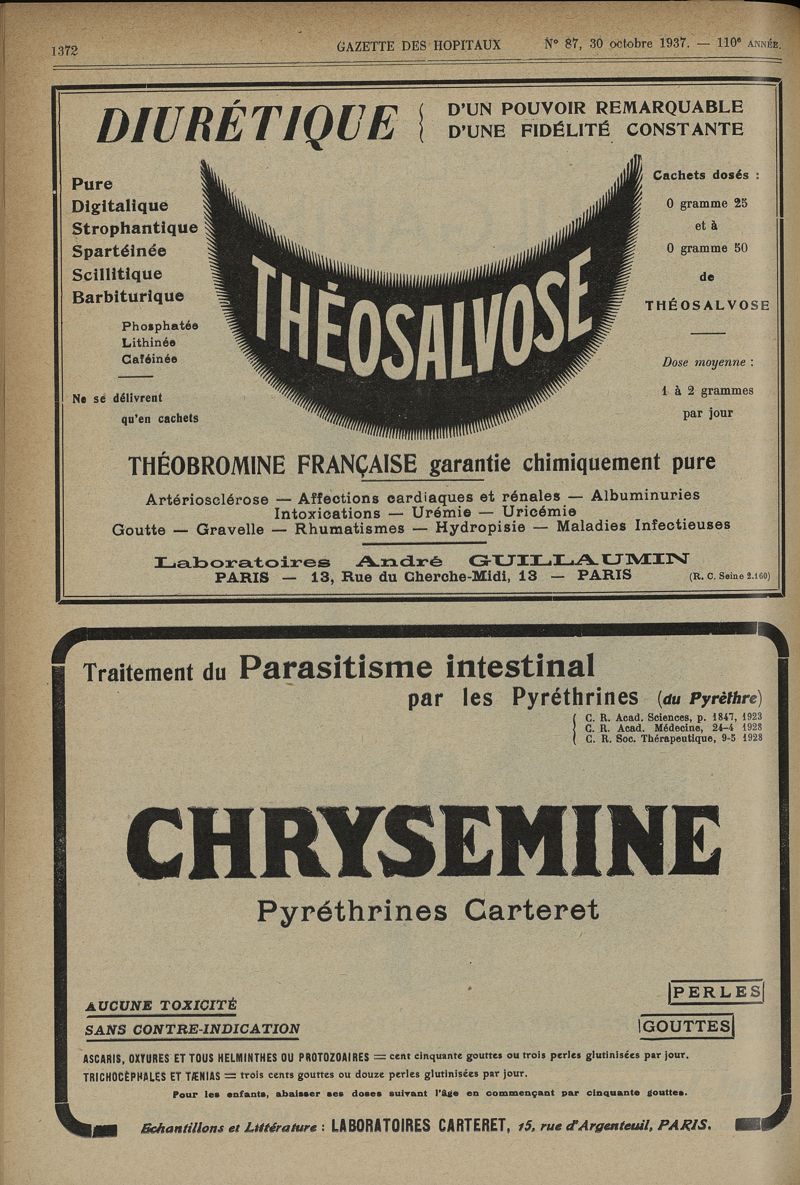 1372
GAZETTE DES HOPITAUX
N° 87, 30 octobre 1937. — 110e ANNÉE.
DIURÉTIQUE
D'UN POUVOIR REMARQUABLE
D'UNE FIDÉLITÉ CONSTANTE
Pure
Digitalique
Strophantique
Spartéinée
Scillitique
Barbiturique
Phosphatée
Lithinée
Caféinée
Ne se délivrent
qu'en cachets
THÉOSALVOSE
Cachets dosés :
0 gramme 25
et à
0 gramme 50
de
THÉOSALVOSE
Dose moyenne :
1 à 2 grammes
par jour
THÉOBROMINE FRANÇAISE garantie chimiquement pure
Artériosclérose — Affections cardiaques et rénales — Albuminuries
Intoxications — Urémie — Uricémie
Goutte — Gravelle — Rhumatismes — Hydropisie — Maladies Infectieuses
Laboratoires André GUILLAUMIN
PARIS — 13, Rue du Cherche-Midi, 13 — PARIS (R. C. Seine 2.160)
Traitement du Parasitisme intestinal
par les Pyréthrines (du Pyrèthre)
C. R. Acad. Sciences, p. 1847, 1923
C. R. Acad. Médecine, 24-4 1928
C. R. Soc. Thérapeutique, 9-5 1928
CHRYSEMINE
Pyréthrines Carteret
AUCUNE TOXICITÉ
SANS CONTRE-INDICATION
PERLES
GOUTTES
ASCARIS, OXYURES ET TOUS HELMINTHES OU PROTOZOAIRES = cent cinquante gouttes ou trois perles glutinisées par jour.
TRICHOCÉPHALES ET TÆNIAS = trois cents gouttes ou douze perles glutinisées par jour.
Pour les enfants, abaisser ses doses suivant l'âge en commençant par cinquante gouttes.
Echantillons et Littérature : LABORATOIRES CARTERET, 15, rue d'Argenteuil, PARIS.